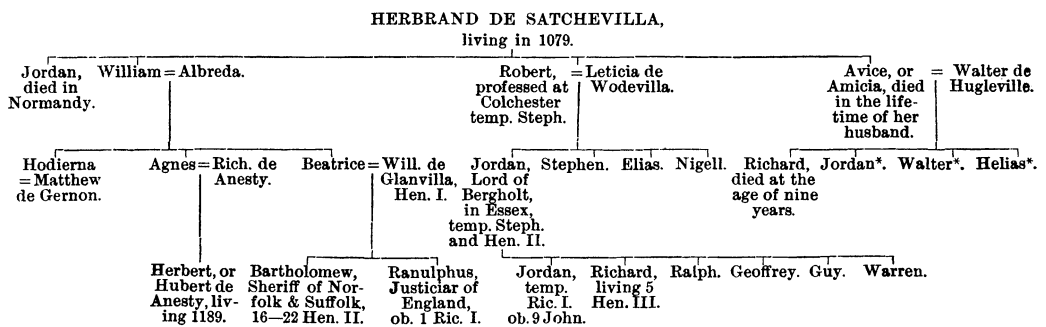 HERBRAND DE SATCHEVILLA,
living in 1079.
Jordan,
died in
Normandy.
William = Albreda.
Robert,
professed at
Colchester
temp. Steph.
= Leticia de
Wodevilla.
Avice, or
Amicia, died
in the life-
time of her
husband.
= Walter de
Hugleville.
Hodierna
= Matthew
de Gernon.
Agnes = Rich. de
Anesty.
Beatrice = Will. de
Glanvilla,
Hen. I.
Jordan,
Lord of
Bergholt,
in Essex,
temp. Steph.
and Hen. II.
Stephen.
Elias.
Nigell.
Richard,
died at the
age of nine
years.
Jordan*.
Walter*.
Helias*.
Herbert, or
Hubert de
Anesty, liv-
ing 1189.
Bartholomew,
Sheriff of Nor-
folk & Suffolk,
16—22 Hen. II.
Ranulphus,
Justiciar of
England,
ob. 1 Ric. I.
Jordan,
temp.
Ric. I.
ob. 9 John.
Richard,
living 5
Hen. III.
Ralph.
Geoffrey.
Guy.
Warren.